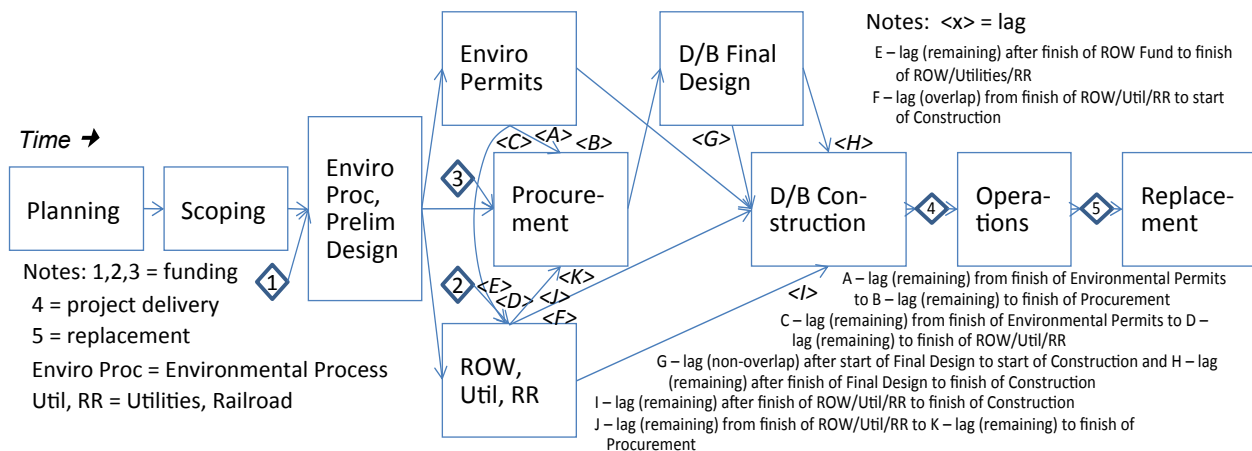 Notes: <x> = lag
E – lag (remaining) after finish of ROW Fund to finish
of ROW/Utilities/RR
F – lag (overlap) from finish of ROW/Util/RR to start
of Construction
Time ➔
Planning
Scoping
Enviro
Proc,
Prelim
Design
Enviro
Permits
D/B Final
Design
<C>
<A>
<B>
<G>
<H>
3
Procure-
ment
D/B Con-
struction
4
Opera-
tions
5
Replace-
ment
1
2
<E>
<D>
<J>
<K>
<F>
<I>
ROW,
Util, RR
Notes: 1,2,3 = funding
4 = project delivery
5 = replacement
Enviro Proc = Environmental Process
Util, RR = Utilities, Railroad
A – lag (remaining) from finish of Environmental Permits
to B – lag (remaining) to finish of Procurement
C – lag (remaining) from finish of Environmental Permits to D –
lag (remaining) to finish of ROW/Util/RR
G – lag (non-overlap) after start of Final Design to start of Construction and H – lag
(remaining) after finish of Final Design to finish of Construction
I – lag (remaining) after finish of ROW/Util/RR to finish of Construction
J – lag (remaining) from finish of ROW/Util/RR to K – lag (remaining) to finish of
Procurement